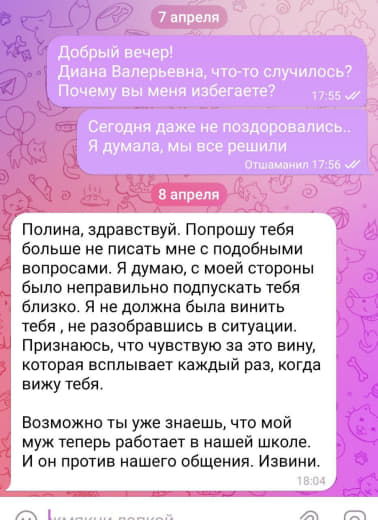 7 апреля
Добрый вечер!
Диана Валерьевна, что-то случилось?
Почему вы меня избегаете?
17:55
Сегодня даже не поздоровались..
Я думала, мы все решили
Отшаманил 17:56
8 апреля
Полина, здравствуй. Попрошу тебя
больше не писать мне с подобными
вопросами. Я думаю, с моей стороны
было неправильно подпускать тебя
близко. Я не должна была винить
тебя , не разобравшись в ситуации.
Признаюсь, что чувствую за это вину,
которая всплывает каждый раз, когда
вижу тебя.
Возможно ты уже знаешь, что мой
муж теперь работает в нашей школе.
И он против нашего общения. Извини.
18:04